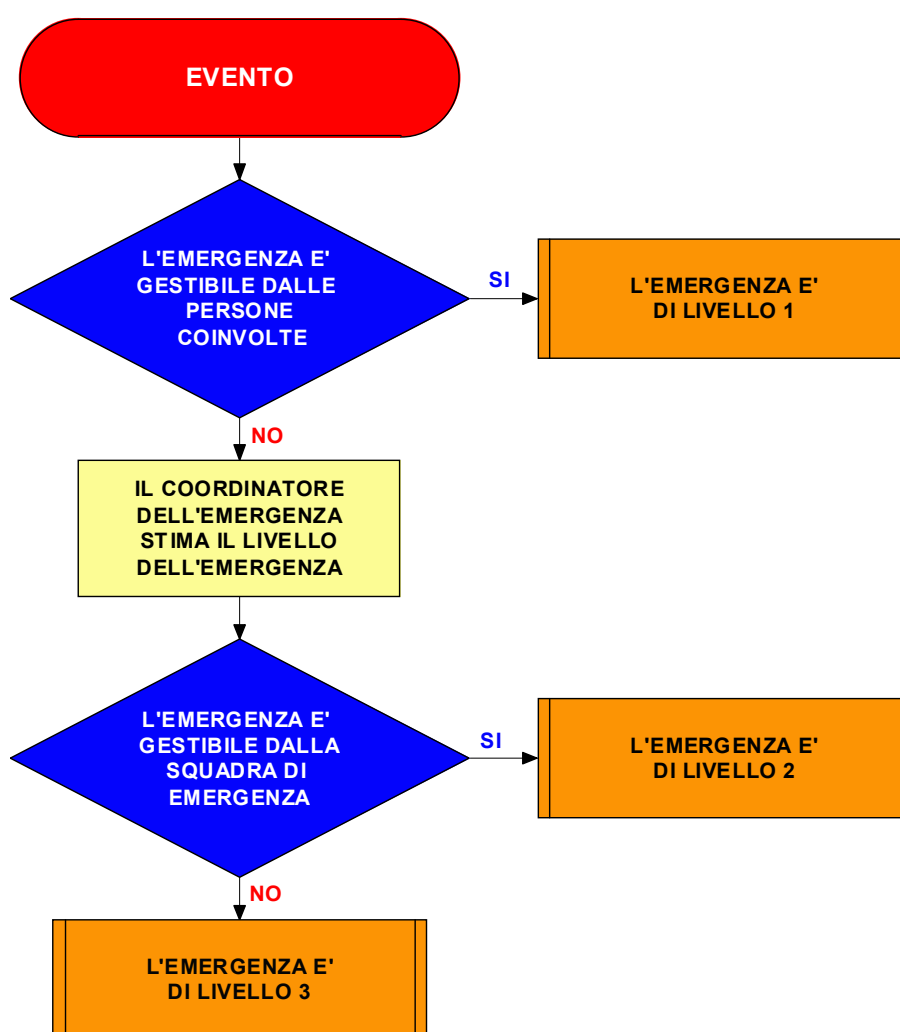 EVENTO
L'EMERGENZA E'
GESTIBILE DALLE
PERSONE
COINVOLTE
SI
L'EMERGENZA E'
DI LIVELLO 1
NO
IL COORDINATORE
DELL'EMERGENZA
STIMA IL LIVELLO
DELL'EMERGENZA
L'EMERGENZA E'
GESTIBILE DALLA
SQUADRA DI
EMERGENZA
SI
L'EMERGENZA E'
DI LIVELLO 2
NO
L'EMERGENZA E'
DI LIVELLO 3